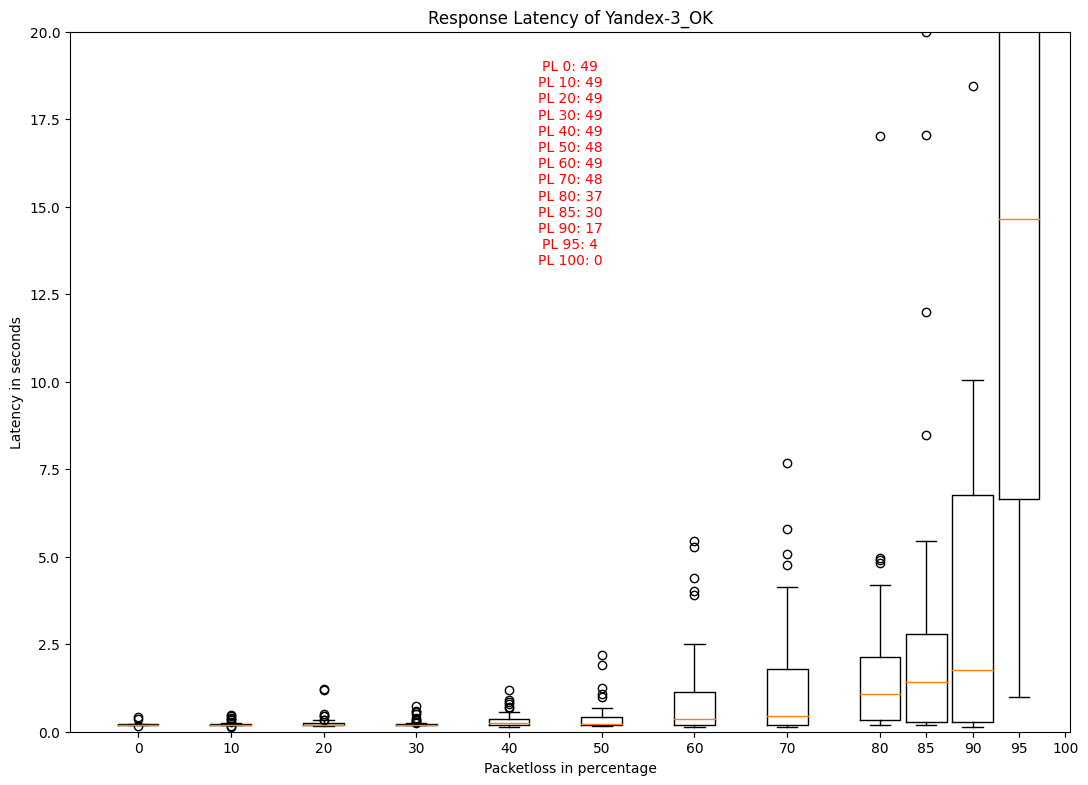 Response Latency of Yandex-3_OK
20.0
17.5
15.0
12.5
10.0
7.5
5.0
2.5
0.0
Latency in seconds
PL 0: 49
PL 10: 49
PL 20: 49
PL 30: 49
PL 40: 49
PL 50: 48
PL 60: 49
PL 70: 48
PL 80: 37
PL 85: 30
PL 90: 17
PL 95: 4
PL 100: 0
0 10 20 30 40 50 60 70 80 85 90 95 100
Packetloss in percentage